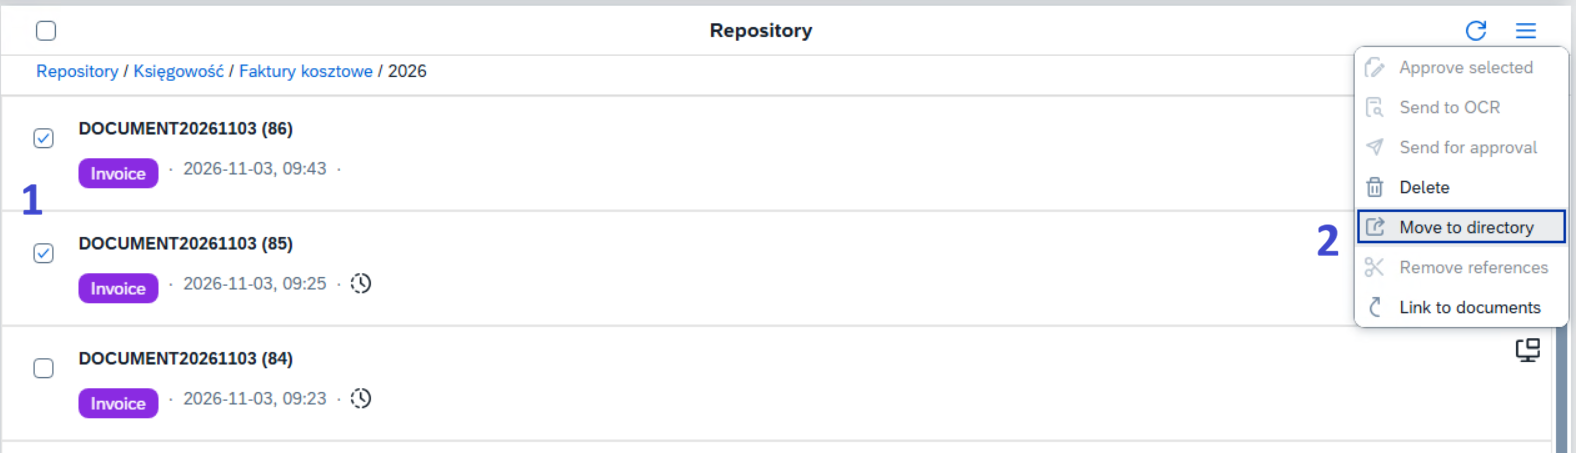 Repository
Repository / Księgowość / Faktury kosztowe / 2026
DOCUMENT20261103 (86)
Invoice · 2026-11-03, 09:43 ·
1
DOCUMENT20261103 (85)
Invoice · 2026-11-03, 09:25 ·
DOCUMENT20261103 (84)
Invoice · 2026-11-03, 09:23 ·
Approve selected
Send to OCR
Send for approval
Delete
2 Move to directory
Remove references
Link to documents